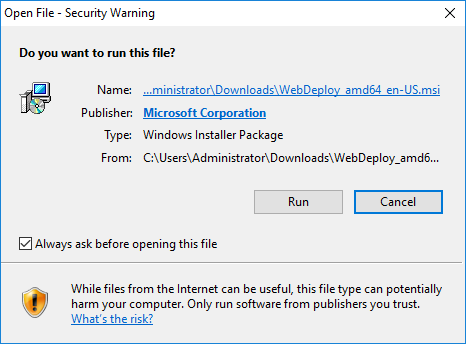 Open File - Security Warning
Do you want to run this file?
Name: ...ministrator\Downloads\WebDeploy_amd64_en-US.msi
Publisher: Microsoft Corporation
Type: Windows Installer Package
From: C:\Users\Administrator\Downloads\WebDeploy_amd6...
Run Cancel
Always ask before opening this file
While files from the Internet can be useful, this file type can potentially
harm your computer. Only run software from publishers you trust.
What's the risk?